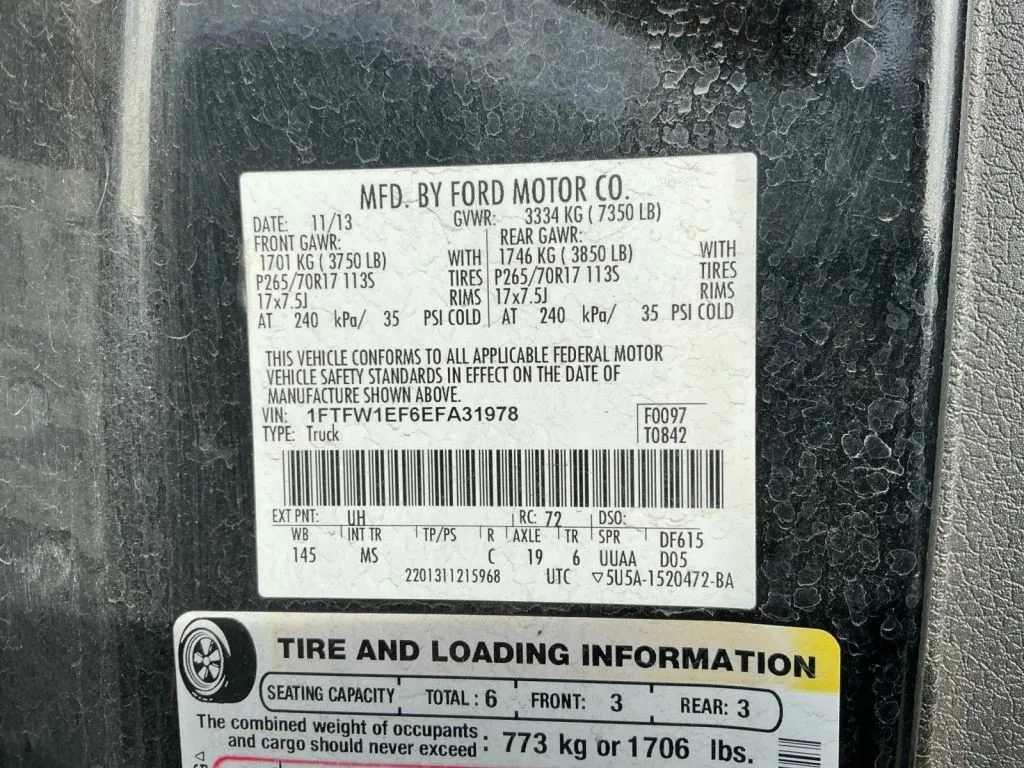 MFD. BY FORD MOTOR CO.
DATE: 11/13 GVWR: 3334 KG ( 7350 LB)
FRONT GAWR: REAR GAWR:
1701 KG ( 3750 LB) WITH 1746 KG ( 3850 LB) WITH
P265/70R17 113S TIRES P265/70R17 113S TIRES
17x7.5J RIMS 17x7.5J RIMS
AT 240 kPa/ 35 PSI COLD AT 240 kPa/ 35 PSI COLD
THIS VEHICLE CONFORMS TO ALL APPLICABLE FEDERAL MOTOR
VEHICLE SAFETY STANDARDS IN EFFECT ON THE DATE OF
MANUFACTURE SHOWN ABOVE.
VIN: 1FTFW1EF6EFA31978 F0097
TYPE: Truck T0842
EXT PNT: UH RC: 72 DSO:
WB INT TR TP/PS R AXLE TR SPR DF615
145 MS C 19 6 UUAA D05
2201311215968 UTC ▽5U5A-1520472-BA
TIRE AND LOADING INFORMATION
SEATING CAPACITY TOTAL : 6 FRONT: 3 REAR: 3
The combined weight of occupants
and cargo should never exceed : 773 kg or 1706 lbs.